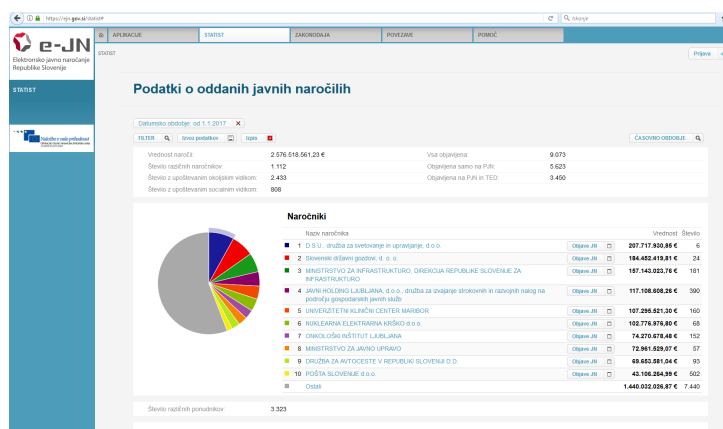 https://ejn.gov.si/statist#
Iskanje
e-JN
Elektronsko javno naročanje
Republike Slovenije
APLIKACIJE STATIST ZAKONODAJA POVEZAVE POMOČ
STATIST
Prijava
STATIST
Naložba v vašo prihodnost
Podatki o oddanih javnih naročilih
Datumsko obdobje: od 1.1.2017 ×
FILTER Izvoz podatkov Izpis ČASOVNO OBDOBJE
Vrednost naročil: 2.576.518.561,23 € Vsa objavljena: 9.073
Število različnih naročnikov: 1.112 Objavljena samo na PJN: 5.623
Število z upoštevanim okoljskim vidikom: 2.433 Objavljena na PJN in TED: 3.450
Število z upoštevanim socialnim vidikom: 808
Naročniki
Naziv naročnika Vrednost Število
1 D.S.U., družba za svetovanje in upravljanje, d.o.o. Objave JN 207.717.930,85 € 6
2 Slovenski državni gozdovi, d. o. o. Objave JN 184.452.419,81 € 24
3 MINISTRSTVO ZA INFRASTRUKTURO, DIREKCIJA REPUBLIKE SLOVENIJE ZA Objave JN 157.143.023,76 € 181
INFRASTRUKTURO
4 JAVNI HOLDING LJUBLJANA, d.o.o., družba za izvajanje strokovnih in razvojnih nalog na Objave JN 117.108.608,26 € 390
področju gospodarskih javnih služb
5 UNIVERZITETNI KLINIČNI CENTER MARIBOR Objave JN 107.295.521,30 € 160
6 NUKLEARNA ELEKTRARNA KRŠKO d.o.o. Objave JN 102.776.976,80 € 68
7 ONKOLOŠKI INŠTITUT LJUBLJANA Objave JN 74.270.678,48 € 152
8 MINISTRSTVO ZA JAVNO UPRAVO Objave JN 72.961.529,07 € 57
9 DRUŽBA ZA AVTOCESTE V REPUBLIKI SLOVENIJI D.D. Objave JN 69.653.581,04 € 93
10 POŠTA SLOVENIJE d.o.o. Objave JN 43.106.264,99 € 502
Ostali 1.440.032.026,87 € 7.440
Število različnih ponudnikov: 3.323